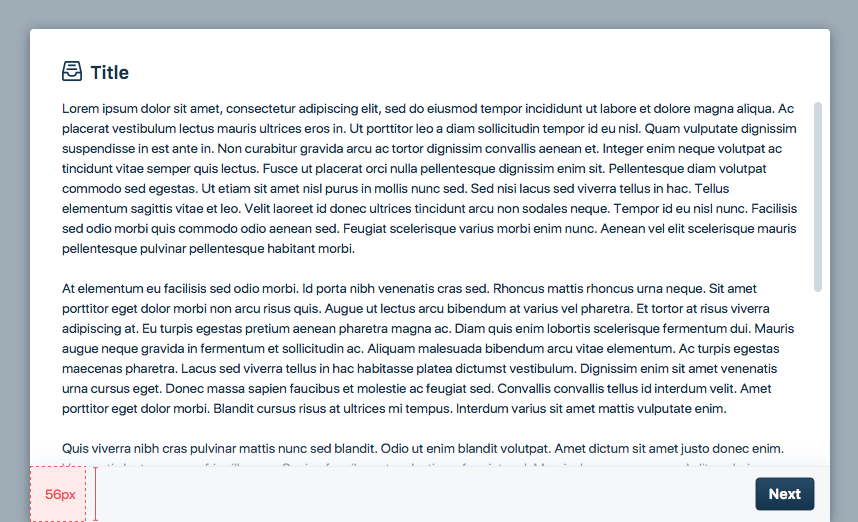 Title
Lorem ipsum dolor sit amet, consectetur adipiscing elit, sed do eiusmod tempor incididunt ut labore et dolore magna aliqua. Ac
placerat vestibulum lectus mauris ultrices eros in. Ut porttitor leo a diam sollicitudin tempor id eu nisl. Quam vulputate dignissim
suspendisse in est ante in. Non curabitur gravida arcu ac tortor dignissim convallis aenean et. Integer enim neque volutpat ac
tincidunt vitae semper quis lectus. Fusce ut placerat orci nulla pellentesque dignissim enim sit. Pellentesque diam volutpat
commodo sed egestas. Ut etiam sit amet nisl purus in mollis nunc sed. Sed nisi lacus sed viverra tellus in hac. Tellus
elementum sagittis vitae et leo. Velit laoreet id donec ultrices tincidunt arcu non sodales neque. Tempor id eu nisl nunc. Facilisis
sed odio morbi quis commodo odio aenean sed. Feugiat scelerisque varius morbi enim nunc. Aenean vel elit scelerisque mauris
pellentesque pulvinar pellentesque habitant morbi.
At elementum eu facilisis sed odio morbi. Id porta nibh venenatis cras sed. Rhoncus mattis rhoncus urna neque. Sit amet
porttitor eget dolor morbi non arcu risus quis. Augue ut lectus arcu bibendum at varius vel pharetra. Et tortor at risus viverra
adipiscing at. Eu turpis egestas pretium aenean pharetra magna ac. Diam quis enim lobortis scelerisque fermentum dui. Mauris
augue neque gravida in fermentum et sollicitudin ac. Aliquam malesuada bibendum arcu vitae elementum. Ac turpis egestas
maecenas pharetra. Lacus sed viverra tellus in hac habitasse platea dictumst vestibulum. Dignissim enim sit amet venenatis
urna cursus eget. Donec massa sapien faucibus et molestie ac feugiat sed. Convallis convallis tellus id interdum velit. Amet
porttitor eget dolor morbi. Blandit cursus risus at ultrices mi tempus. Interdum varius sit amet mattis vulputate enim.
Quis viverra nibh cras pulvinar mattis nunc sed blandit. Odio ut enim blandit volutpat. Amet dictum sit amet justo donec enim.
56px
Next